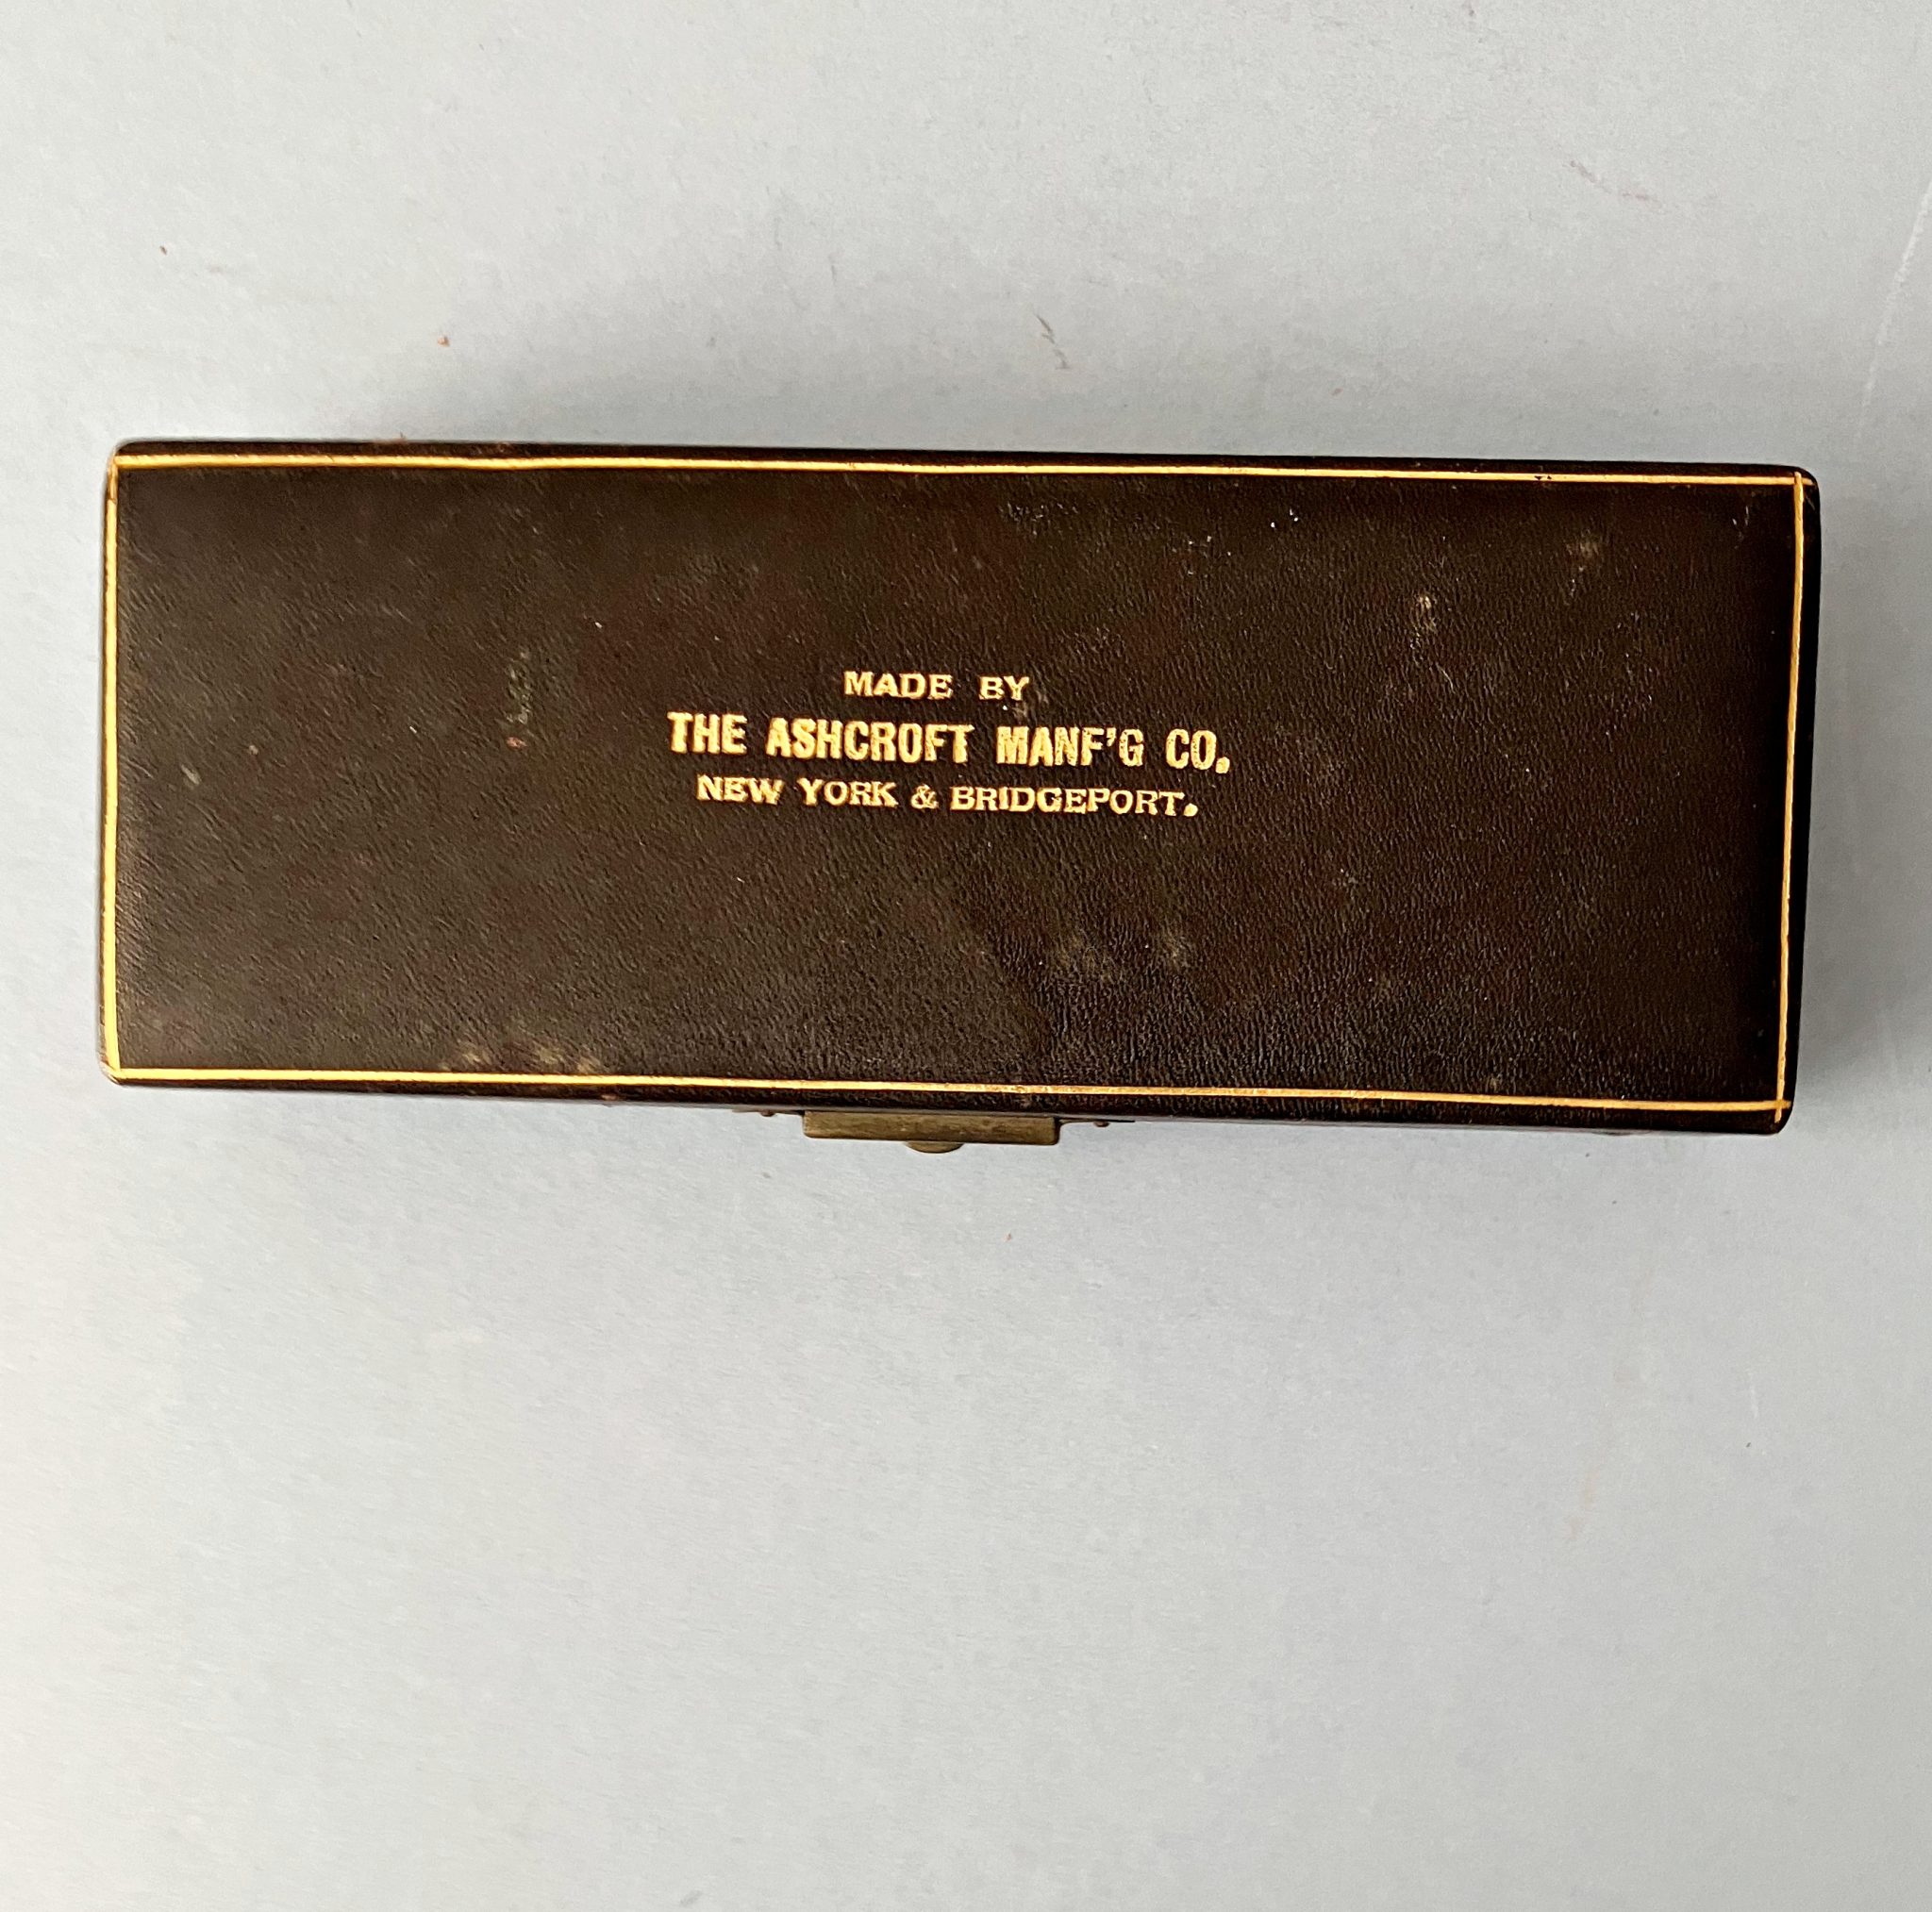 MADE BY
THE ASHCROFT MANF'G CO.
NEW YORK & BRIDGEPORT.